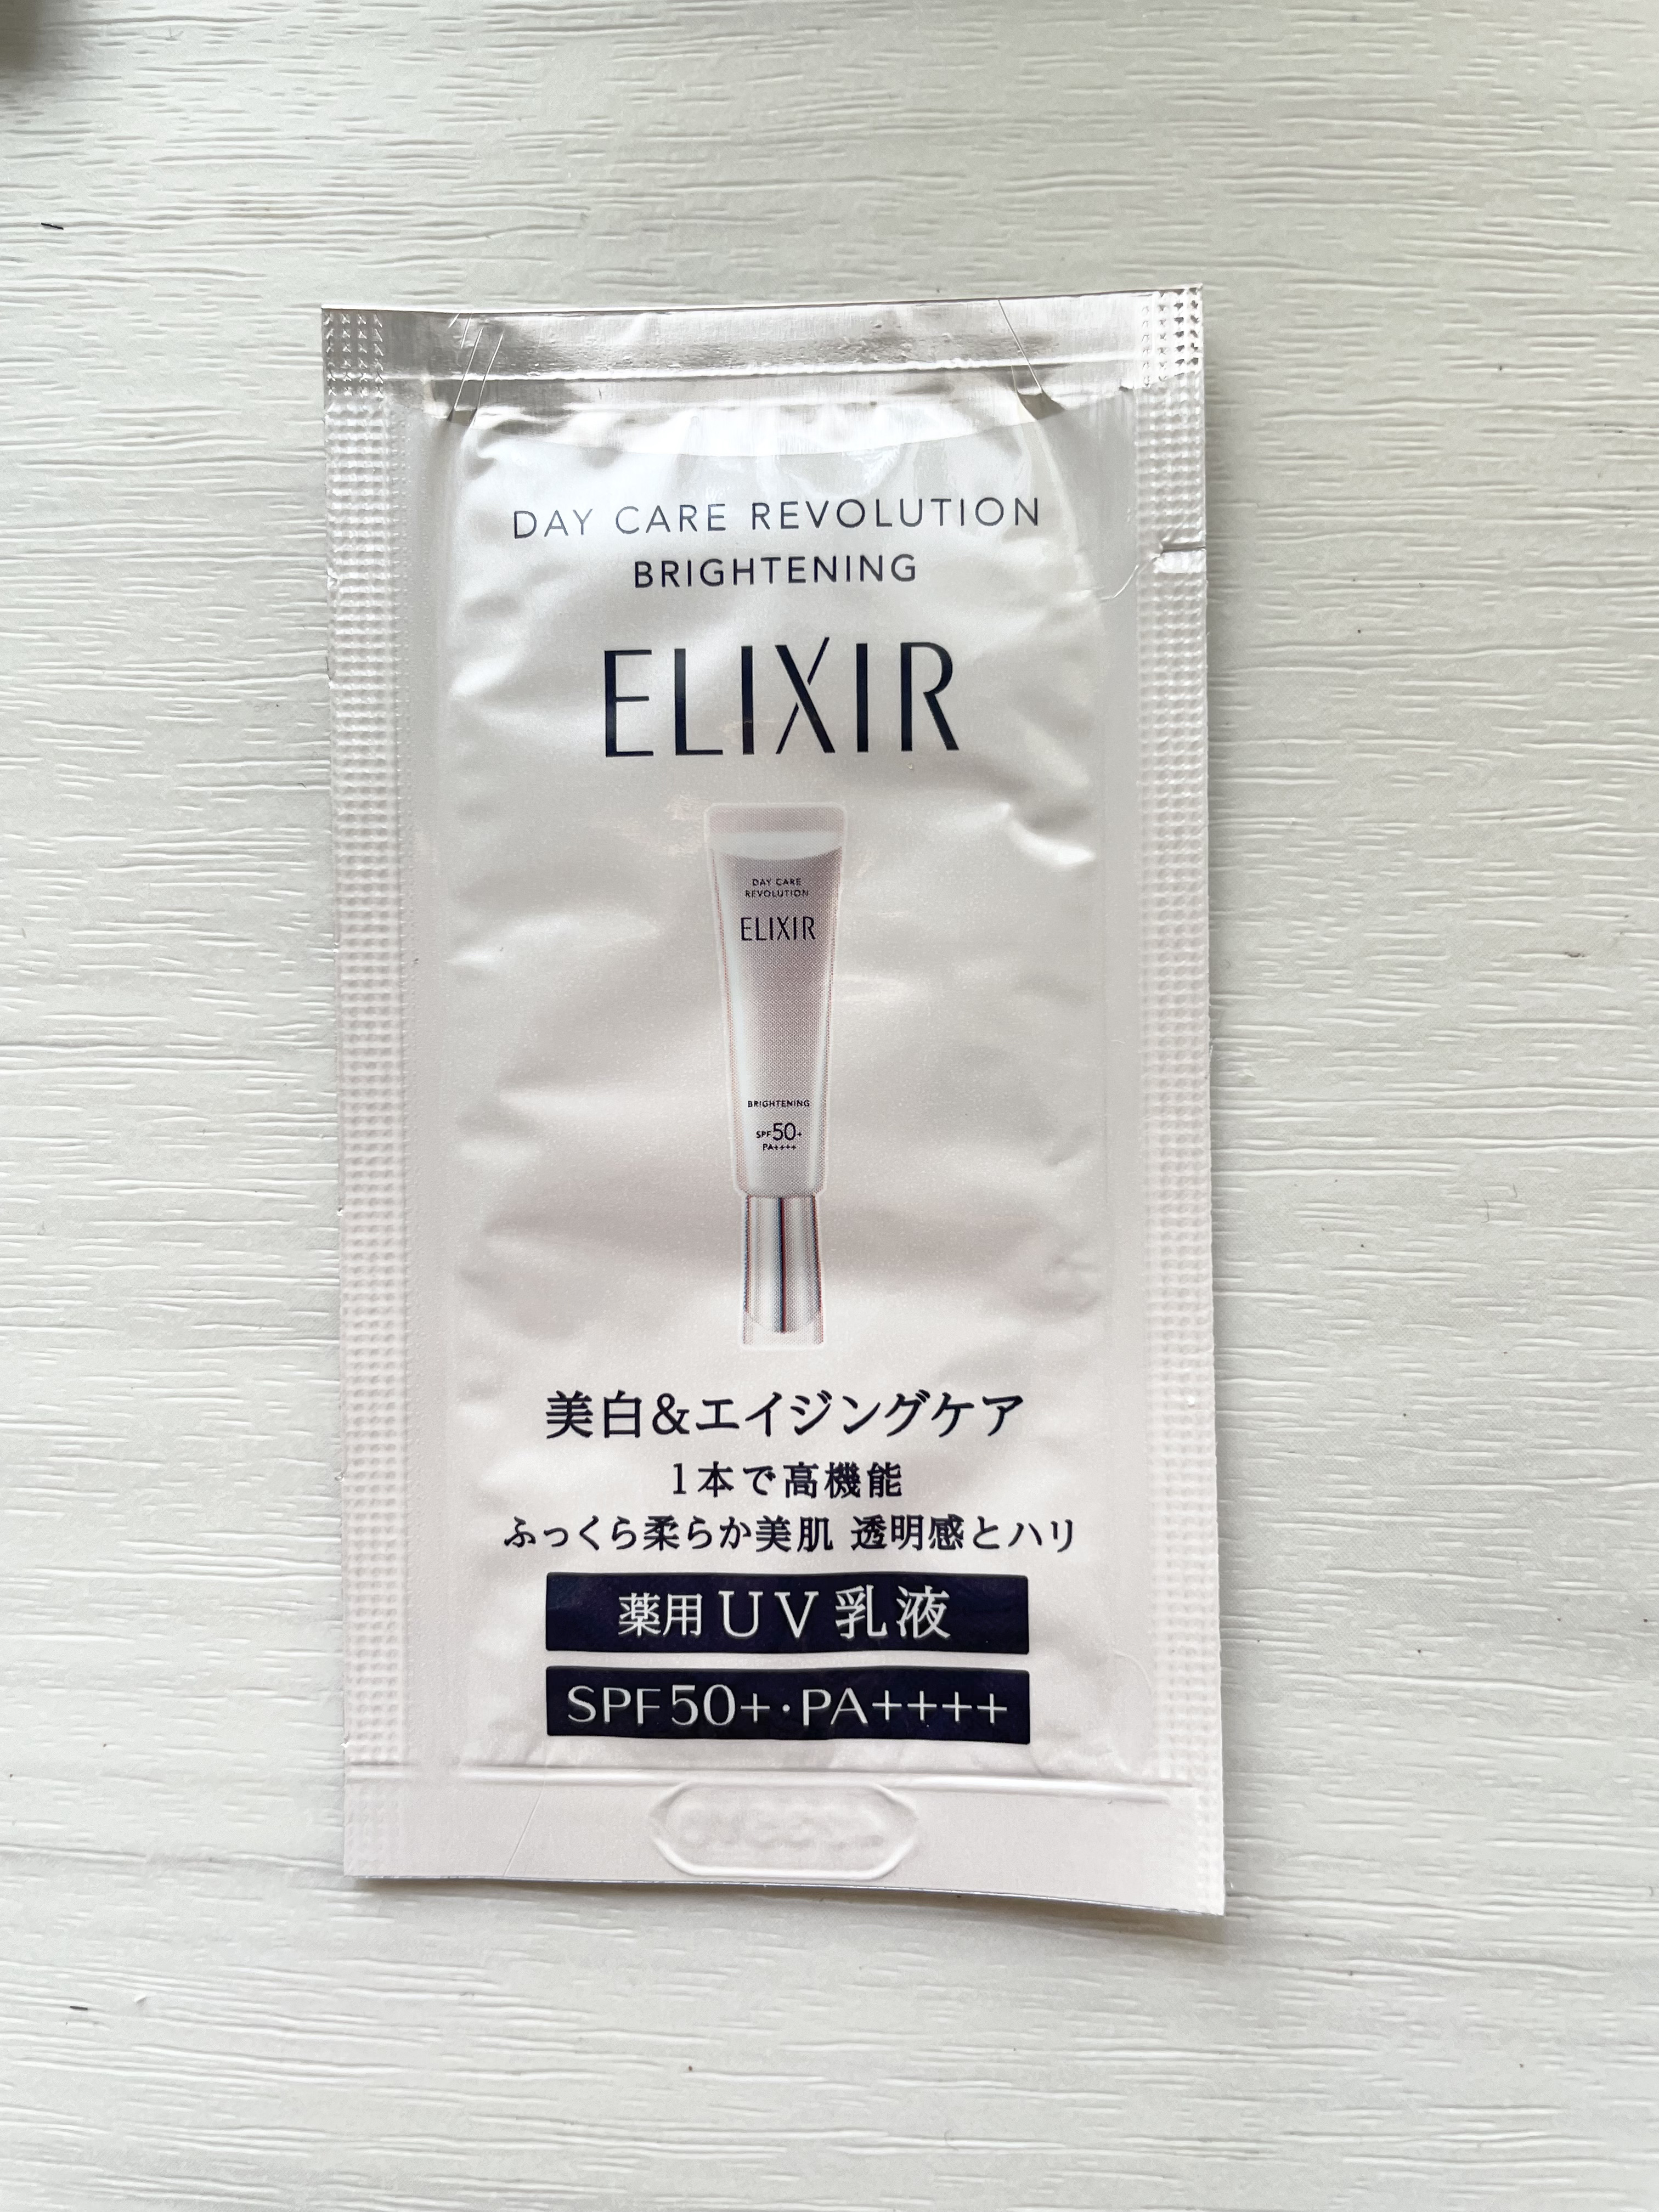 DAY CARE REVOLUTION
BRIGHTENING
ELIXIR
DAY CARE
REVOLUTION
ELIXIR
BRIGHTENING
SPF50+
PA++++
美白&エイジングケア
1本で高機能
ふっくら柔らか美肌 透明感とハリ
薬用UV乳液
SPF50+・PA++++